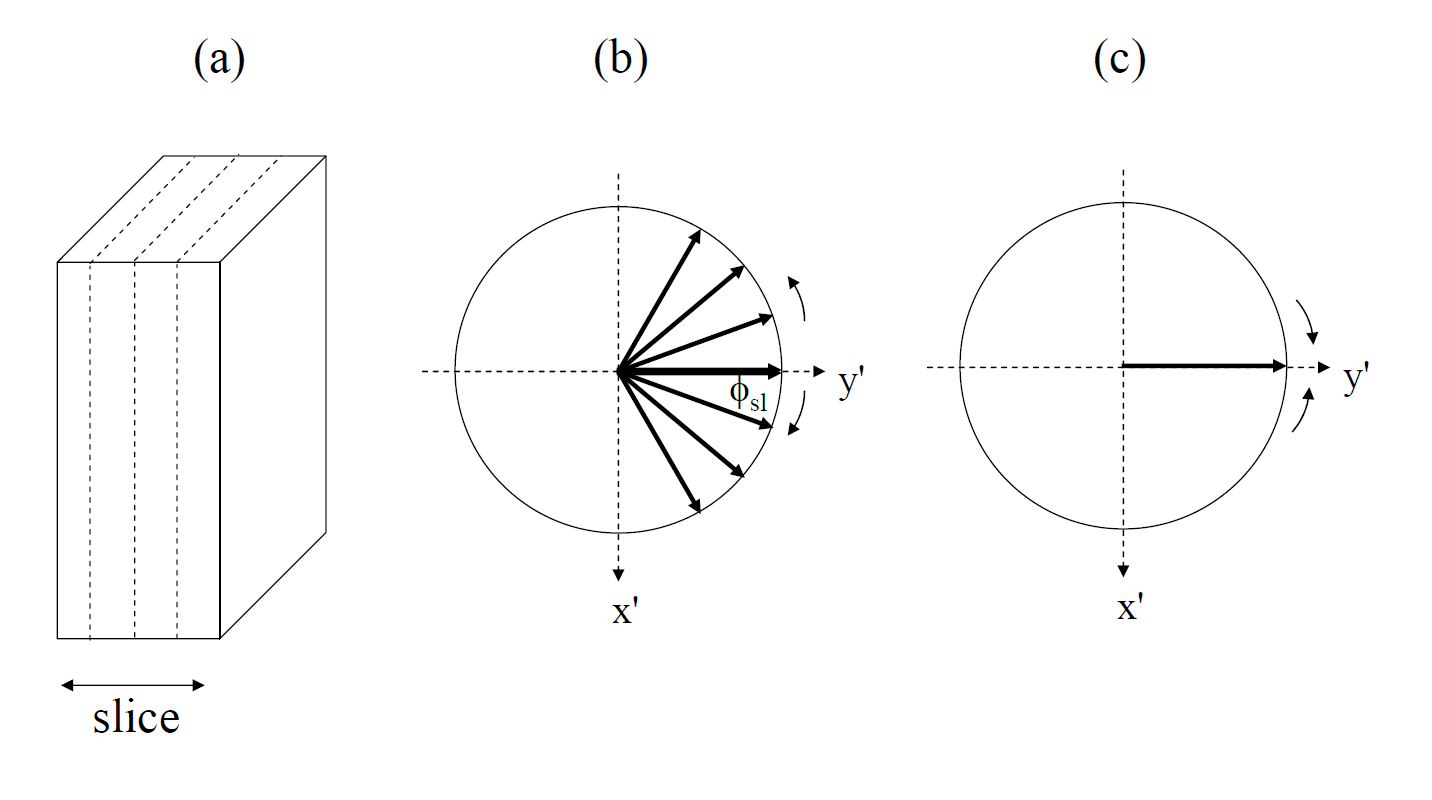 (a)
(b)
(c)
ϕsl
y'
y'
x'
x'
slice